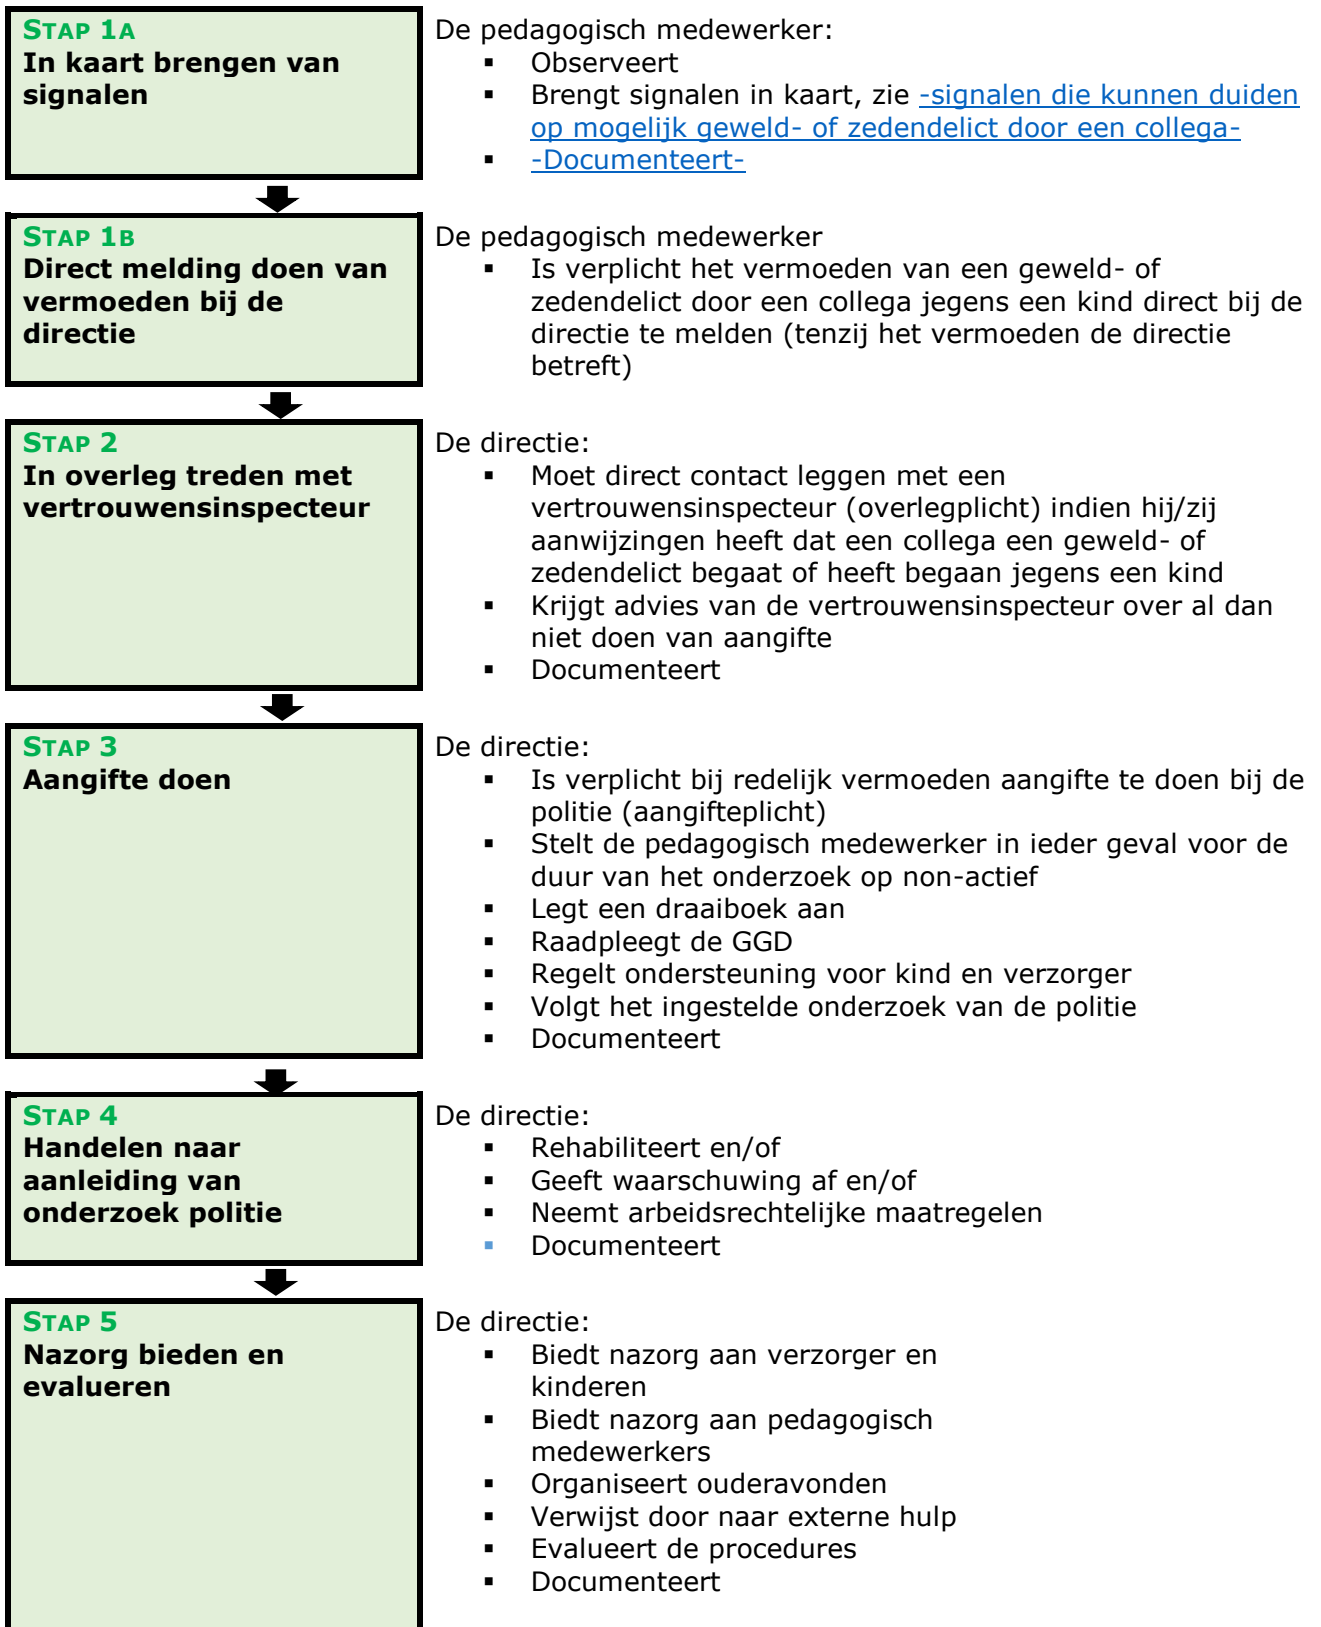 STAP 1A
In kaart brengen van
signalen
De pedagogisch medewerker:
▪ Observeert
▪ Brengt signalen in kaart, zie -signalen die kunnen duiden
op mogelijk geweld- of zedendelict door een collega-
▪ -Documenteert-
STAP 1B
Direct melding doen van
vermoeden bij de
directie
De pedagogisch medewerker
▪ Is verplicht het vermoeden van een geweld- of
zedendelict door een collega jegens een kind direct bij de
directie te melden (tenzij het vermoeden de directie
betreft)
STAP 2
In overleg treden met
vertrouwensinspecteur
De directie:
▪ Moet direct contact leggen met een
vertrouwensinspecteur (overlegplicht) indien hij/zij
aanwijzingen heeft dat een collega een geweld- of
zedendelict begaat of heeft begaan jegens een kind
▪ Krijgt advies van de vertrouwensinspecteur over al dan
niet doen van aangifte
▪ Documenteert
STAP 3
Aangifte doen
De directie:
▪ Is verplicht bij redelijk vermoeden aangifte te doen bij de
politie (aangifteplicht)
▪ Stelt de pedagogisch medewerker in ieder geval voor de
duur van het onderzoek op non-actief
▪ Legt een draaiboek aan
▪ Raadpleegt de GGD
▪ Regelt ondersteuning voor kind en verzorger
▪ Volgt het ingestelde onderzoek van de politie
▪ Documenteert
STAP 4
Handelen naar
aanleiding van
onderzoek politie
De directie:
▪ Rehabiliteert en/of
▪ Geeft waarschuwing af en/of
▪ Neemt arbeidsrechtelijke maatregelen
▪ Documenteert
STAP 5
Nazorg bieden en
evalueren
De directie:
▪ Biedt nazorg aan verzorger en
kinderen
▪ Biedt nazorg aan pedagogisch
medewerkers
▪ Organiseert ouderavonden
▪ Verwijst door naar externe hulp
▪ Evalueert de procedures
▪ Documenteert